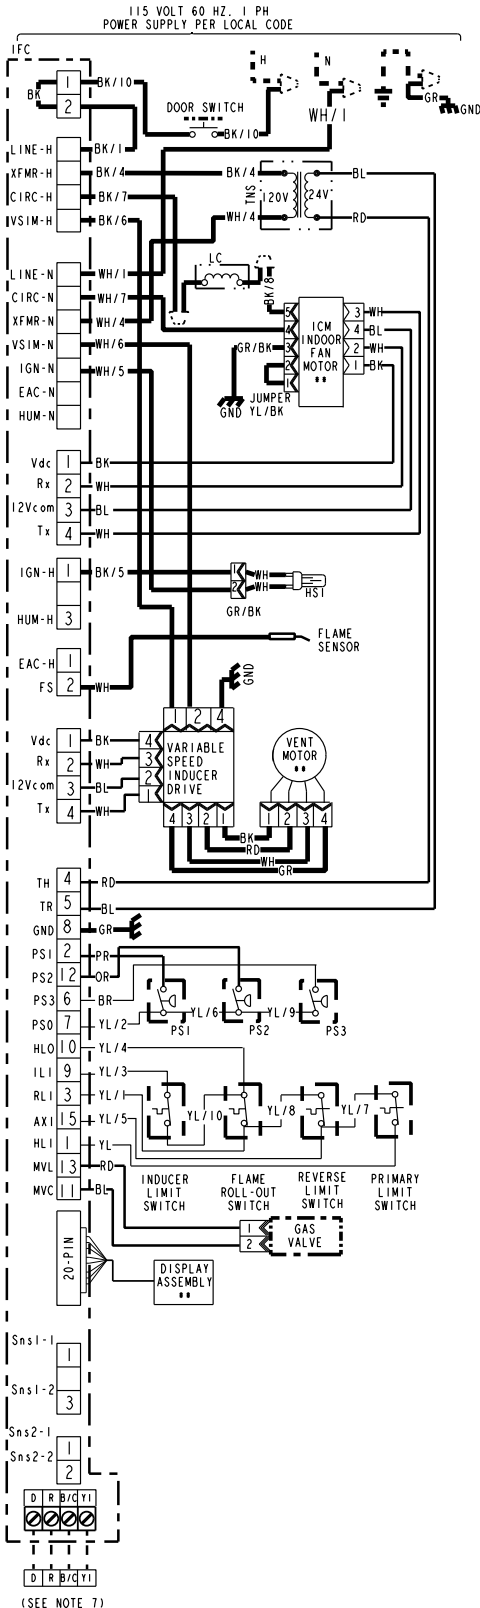 115 VOLT 60 HZ. 1 PH
POWER SUPPLY PER LOCAL CODE
IFC
H
N
1
BK/10
BK
2
DOOR SWITCH
BK/10
WH/1
GR
GND
LINE-H
BK/1
XFMR-H
BK/4
BK/4
TNS
120V
24V
BL
CIRC-H
BK/7
VSIM-H
BK/6
WH/4
RD
LC
LINE-N
WH/1
CIRC-N
WH/7
BK/8
XFMR-N
WH/4
VSIM-N
WH/6
IGN-N
WH/5
EAC-N
HUM-N
5
4
3
2
1
GR/BK
GND
JUMPER
YL/BK
ICM
INDOOR
FAN
MOTOR
**
3
WH
4
BL
2
WH
1
BK
Vdc
1
BK
Rx
2
WH
12Vcom
3
BL
Tx
4
WH
IGN-H
1
BK/5
HUM-H
3
1
WH
2
WH
HSI
GR/BK
FLAME
SENSOR
EAC-H
1
FS
2
WH
GND
1 2 4
Vdc
1
BK
4
Rx
2
WH
3
12Vcom
3
BL
2
Tx
4
WH
1
VARIABLE
SPEED
INDUCER
DRIVE
VENT
MOTOR
**
4 3 2 1
1 2 3 4
BK
RD
WH
GR
TH
4
RD
TR
5
BL
GND
8
GR
PS1
2
PR
PS2
12
OR
PS3
6
BR
PS0
7
YL/2
YL/6
YL/9
PS1
PS2
PS3
HLO
10
YL/4
IL1
9
YL/3
RL1
3
YL/1
AX1
15
YL/5
HL1
1
YL
MVL
13
RD
MVC
11
BL
YL/10
YL/8
YL/7
INDUCER
LIMIT
SWITCH
FLAME
ROLL-OUT
SWITCH
REVERSE
LIMIT
SWITCH
PRIMARY
LIMIT
SWITCH
1
2
GAS
VALVE
20-PIN
DISPLAY
ASSEMBLY
**
Sns1-1
1
Sns1-2
3
Sns2-1
1
Sns2-2
2
D R B/C Y1
D R B/C Y1
(SEE NOTE 7)